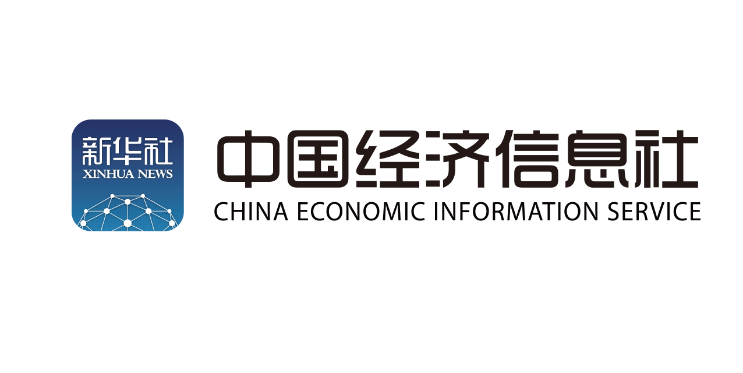 新华社
XINHUA NEWS
中国经济信息社
CHINA ECONOMIC INFORMATION SERVICE